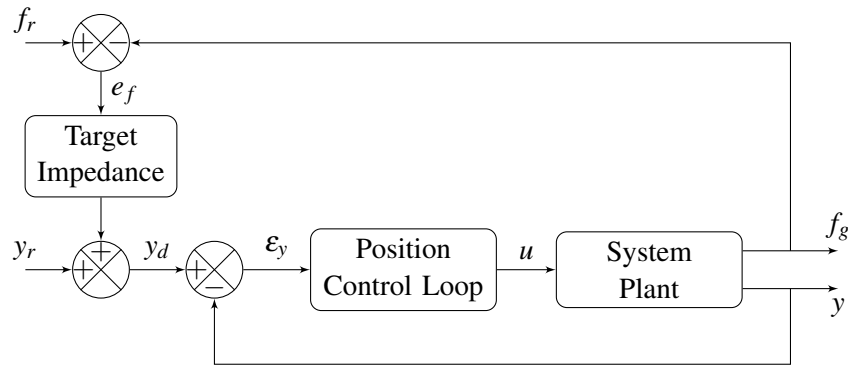 f_r
+
−
e_f
Target
Impedance
y_r
+
+
y_d
+
−
ε_y
Position
Control Loop
u
System
Plant
f_g
y